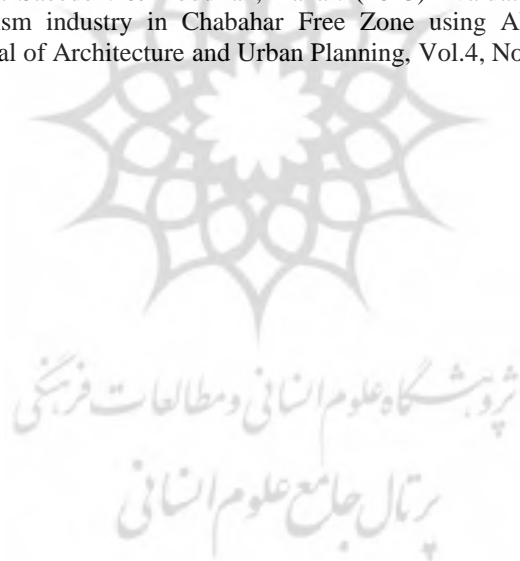 ism industry in Chabahar Free Zone using A
al of Architecture and Urban Planning, Vol.4, No
پژوهشگاه علوم انسانی و مطالعات فرهنگی
پرتال جامع علوم انسانی